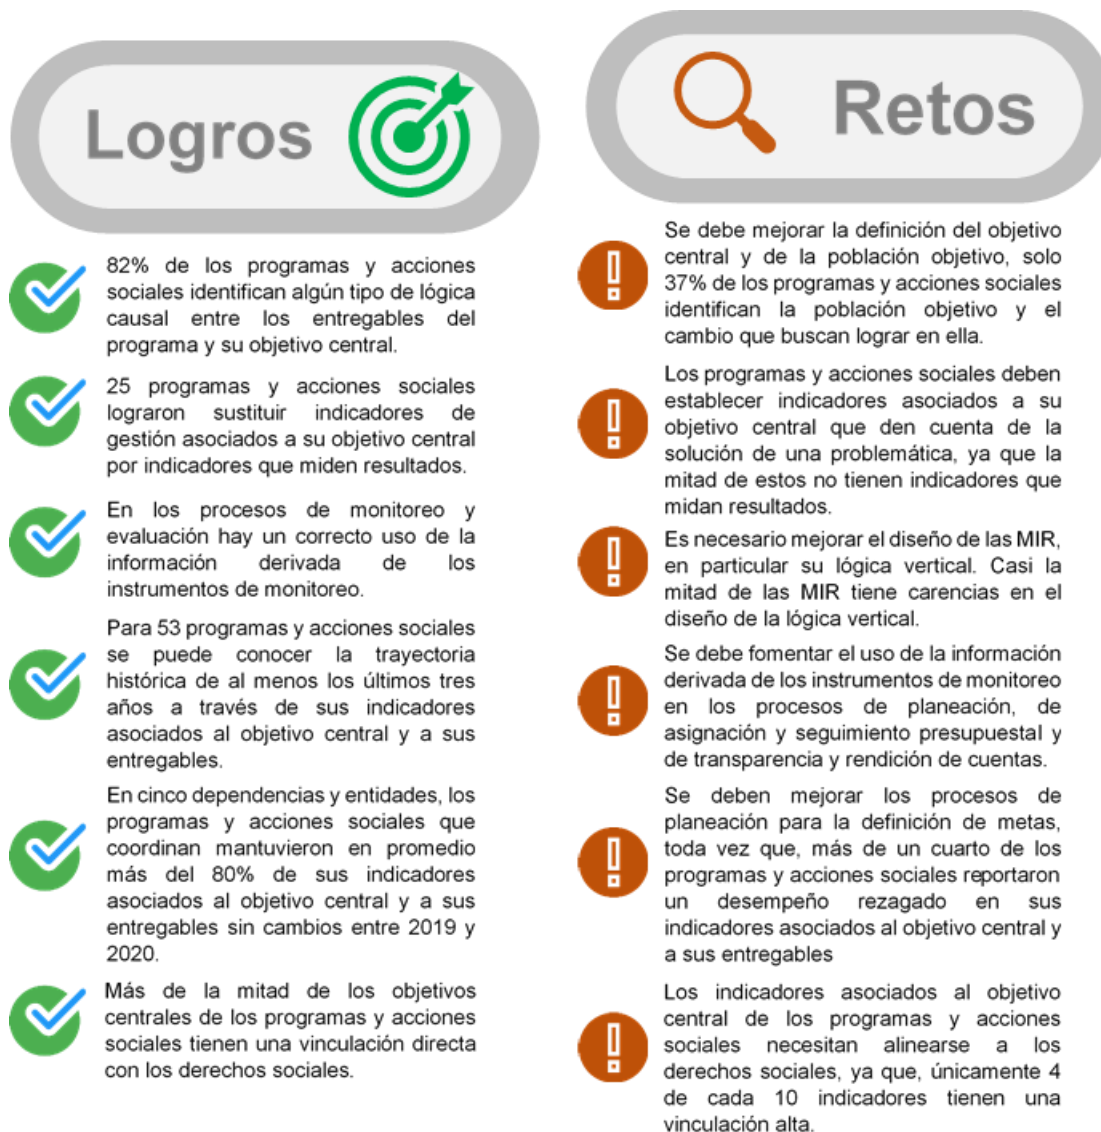 Logros
82% de los programas y acciones
sociales identifican algún tipo de lógica
causal entre los entregables del
programa y su objetivo central.
25 programas y acciones sociales
lograron sustituir indicadores de
gestión asociados a su objetivo central
por indicadores que miden resultados.
En los procesos de monitoreo y
evaluación hay un correcto uso de la
información derivada de los
instrumentos de monitoreo.
Para 53 programas y acciones sociales
se puede conocer la trayectoria
histórica de al menos los últimos tres
años a través de sus indicadores
asociados al objetivo central y a sus
entregables.
En cinco dependencias y entidades, los
programas y acciones sociales que
coordinan mantuvieron en promedio
más del 80% de sus indicadores
asociados al objetivo central y a sus
entregables sin cambios entre 2019 y
2020.
Más de la mitad de los objetivos
centrales de los programas y acciones
sociales tienen una vinculación directa
con los derechos sociales.
Retos
Se debe mejorar la definición del objetivo
central y de la población objetivo, solo
37% de los programas y acciones sociales
identifican la población objetivo y el
cambio que buscan lograr en ella.
Los programas y acciones sociales deben
establecer indicadores asociados a su
objetivo central que den cuenta de la
solución de una problemática, ya que la
mitad de estos no tienen indicadores que
midan resultados.
Es necesario mejorar el diseño de las MIR,
en particular su lógica vertical. Casi la
mitad de las MIR tiene carencias en el
diseño de la lógica vertical.
Se debe fomentar el uso de la información
derivada de los instrumentos de monitoreo
en los procesos de planeación, de
asignación y seguimiento presupuestal y
de transparencia y rendición de cuentas.
Se deben mejorar los procesos de
planeación para la definición de metas,
toda vez que, más de un cuarto de los
programas y acciones sociales reportaron
un desempeño rezagado en sus
indicadores asociados al objetivo central y
a sus entregables
Los indicadores asociados al objetivo
central de los programas y acciones
sociales necesitan alinearse a los
derechos sociales, ya que, únicamente 4
de cada 10 indicadores tienen una
vinculación alta.